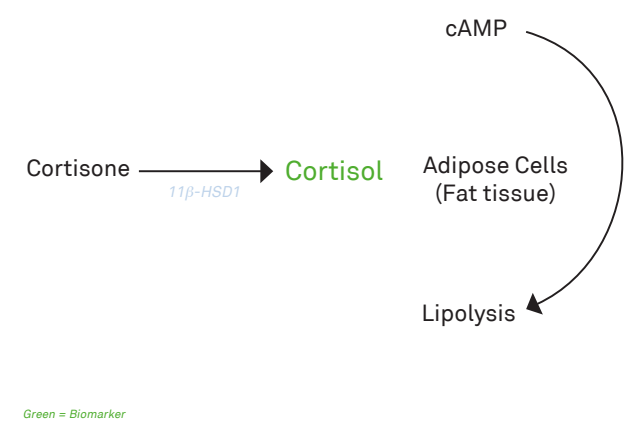 cAMP
Cortisone
11β-HSD1
Cortisol
Adipose Cells
(Fat tissue)
Lipolysis
Green = Biomarker